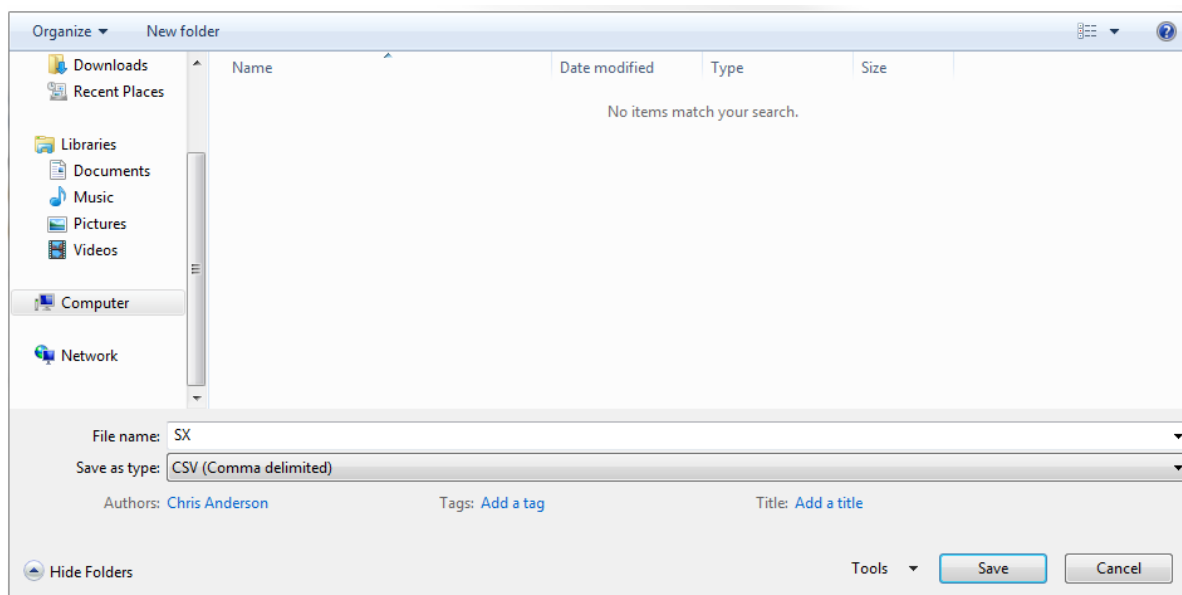 Organize New folder
Downloads
Recent Places
Libraries
Documents
Music
Pictures
Videos
Computer
Network
Name Date modified Type Size
No items match your search.
File name: SX
Save as type: CSV (Comma delimited)
Authors: Chris Anderson Tags: Add a tag Title: Add a title
Hide Folders Tools Save Cancel